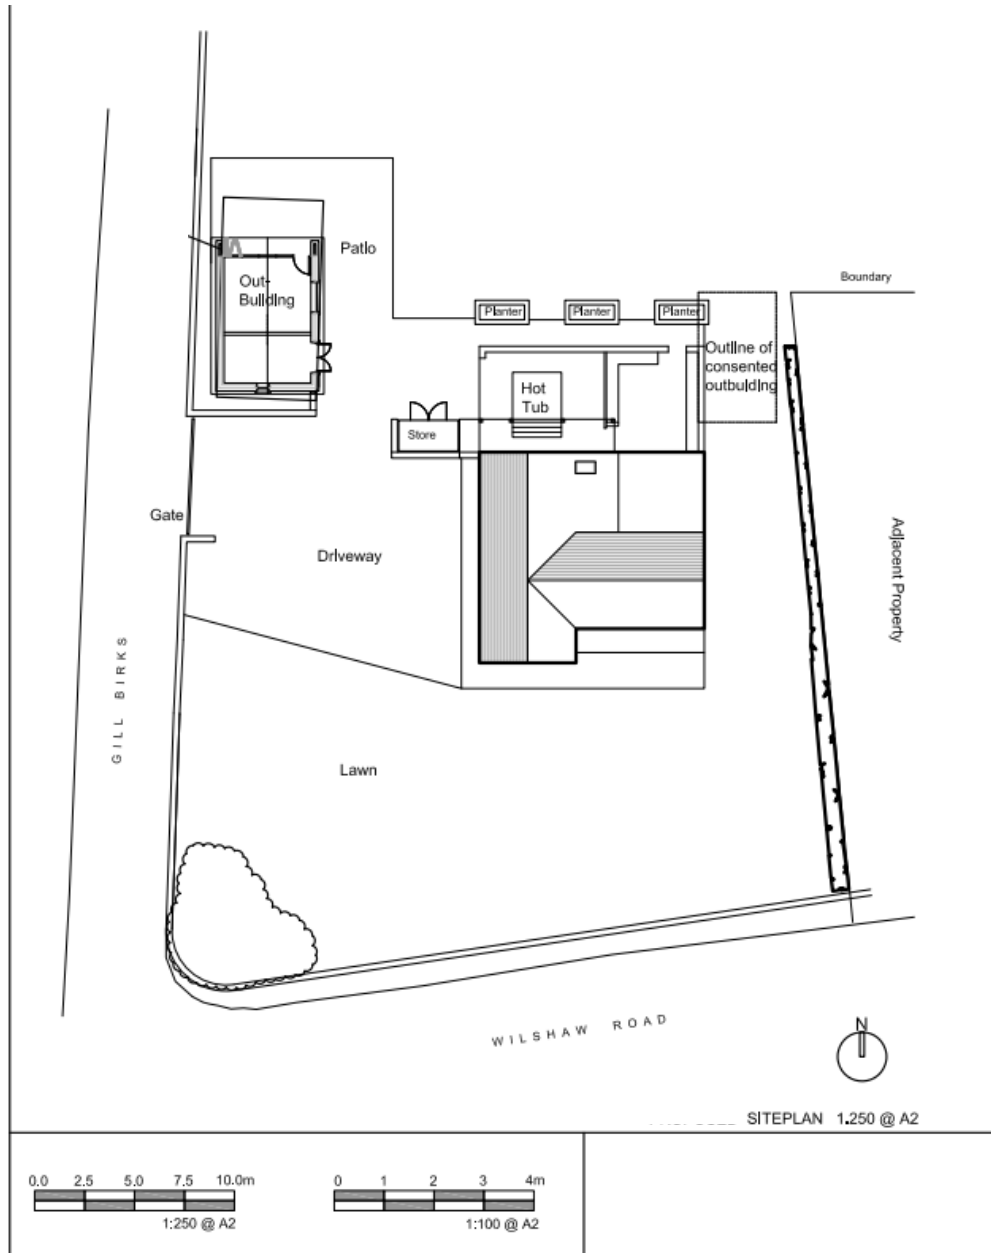 Patio
Out-
Building
Boundary
Planter
Planter
Planter
Outline of
consented
outbuilding
Hot
Tub
Store
Gate
Driveway
Adjacent Property
GILL BIRKS
Lawn
WILSHAW ROAD
N
SITEPLAN 1.250 @ A2
0.0 2.5 5.0 7.5 10.0m
1:250 @ A2
0 1 2 3 4m
1:100 @ A2